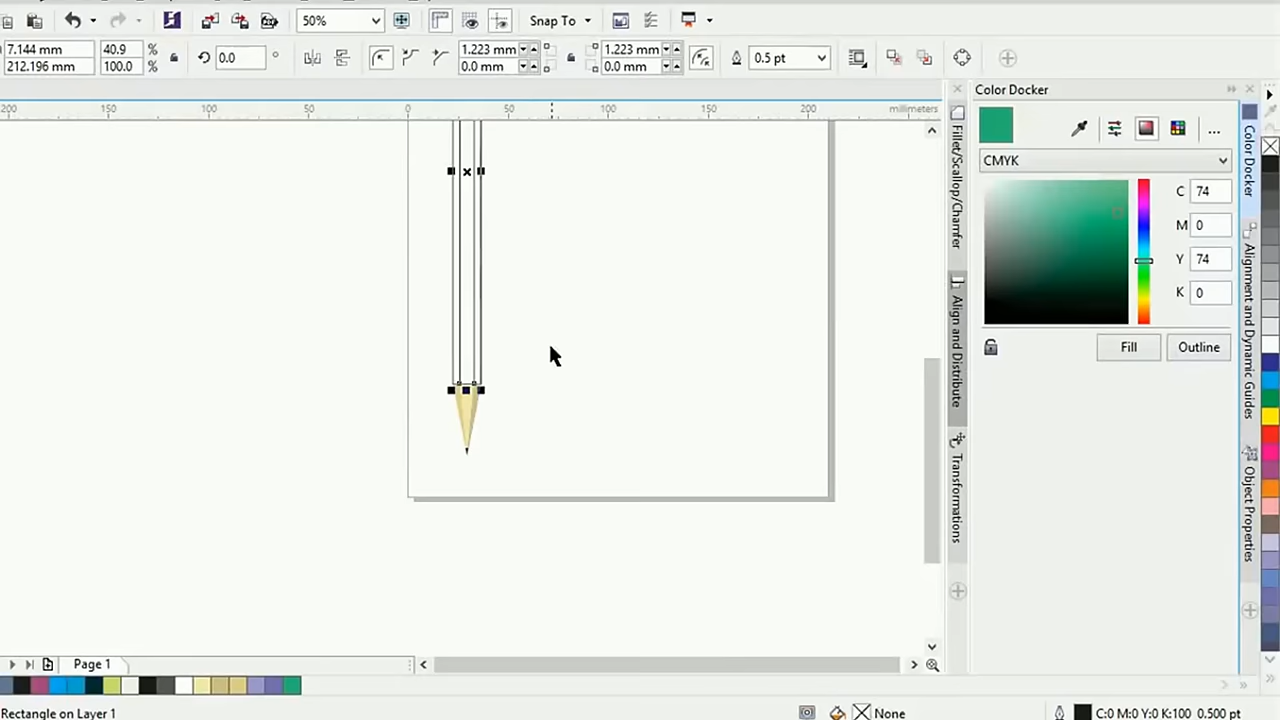 50%
Snap To
7.144 mm
212.196 mm
40.9
100.0
%
%
0.0
°
1.223 mm
0.0 mm
1.223 mm
0.0 mm
0.5 pt
200
150
100
50
0
50
100
150
200
millimeters
Color Docker
CMYK
C 74
M 0
Y 74
K 0
Fill
Outline
Fillet/Scallop/Chamfer
Align and Distribute
Transformations
Color Docker
Alignment and Dynamic Guides
Object Properties
Page 1
Rectangle on Layer 1
None
C:0 M:0 Y:0 K:100 0.500 pt